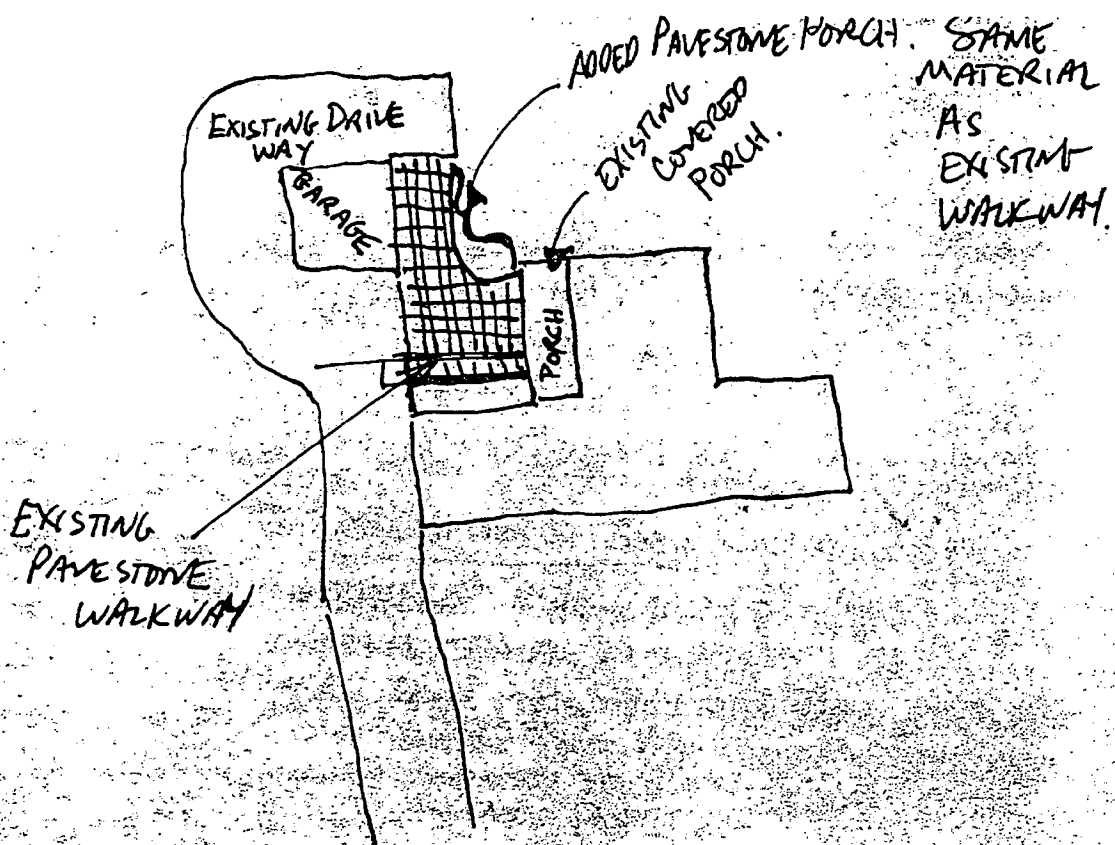 ADDED PAVESTONE PORCH. SAME
MATERIAL
AS
EXISTING
WALKWAY.
EXISTING
COVERED
PORCH.
EXISTING DRIVE
WAY
GARAGE
PORCH
EXISTING
PAVESTONE
WALKWAY